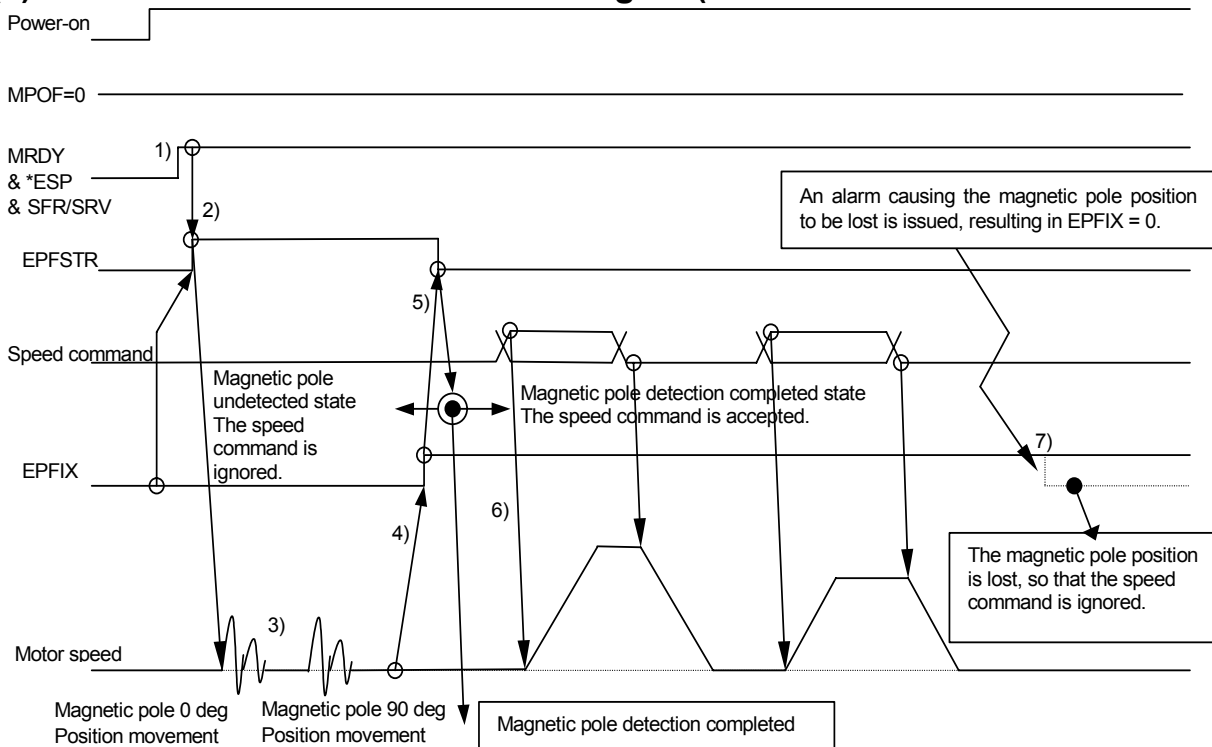 Power-on
MPOF=0
1)
MRDY
& *ESP
& SFR/SRV
2)
An alarm causing the magnetic pole position
to be lost is issued, resulting in EPFIX = 0.
EPFSTR
5)
Speed command
Magnetic pole
undetected state
The speed
command is
ignored.
Magnetic pole detection completed state
The speed command is accepted.
7)
EPFIX
6)
4)
The magnetic pole position
is lost, so that the speed
command is ignored.
3)
Motor speed
Magnetic pole 0 deg
Position movement
Magnetic pole 90 deg
Position movement
Magnetic pole detection completed